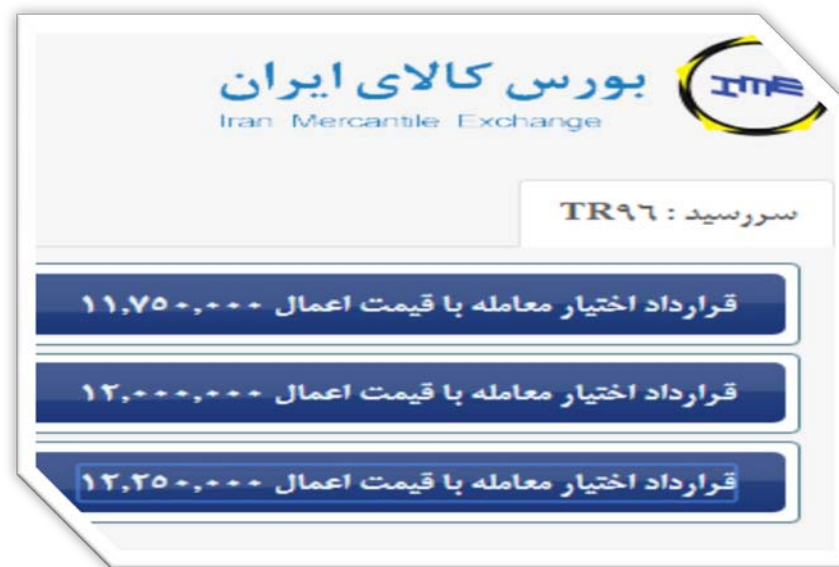 بورس کالای ایران
IME
Iran Mercantile Exchange
سررسید : TR۹۶
قرارداد اختیار معامله با قیمت اعمال ۱۱,۷۵۰,۰۰۰
قرارداد اختیار معامله با قیمت اعمال ۱۲,۰۰۰,۰۰۰
قرارداد اختیار معامله با قیمت اعمال ۱۲,۲۵۰,۰۰۰